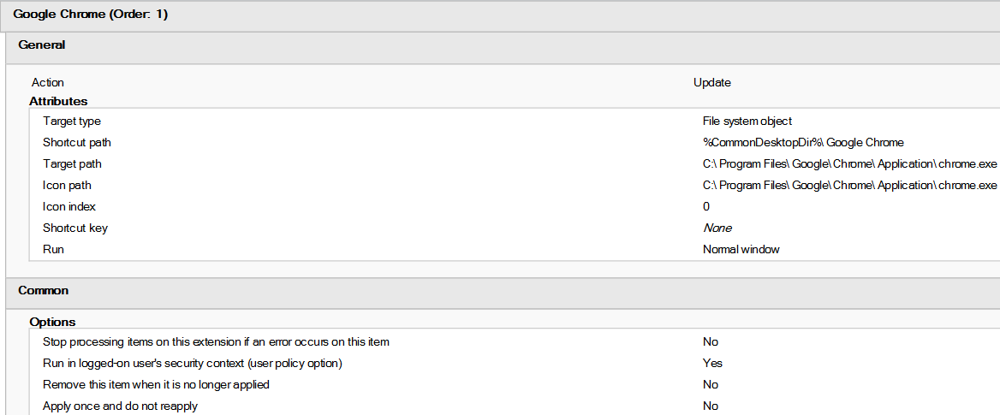 Google Chrome (Order: 1)
General
Action Update
Attributes
Target type File system object
Shortcut path %CommonDesktopDir%\Google Chrome
Target path C:\Program Files\Google\Chrome\Application\chrome.exe
Icon path C:\Program Files\Google\Chrome\Application\chrome.exe
Icon index 0
Shortcut key None
Run Normal window
Common
Options
Stop processing items on this extension if an error occurs on this item No
Run in logged-on user's security context (user policy option) Yes
Remove this item when it is no longer applied No
Apply once and do not reapply No